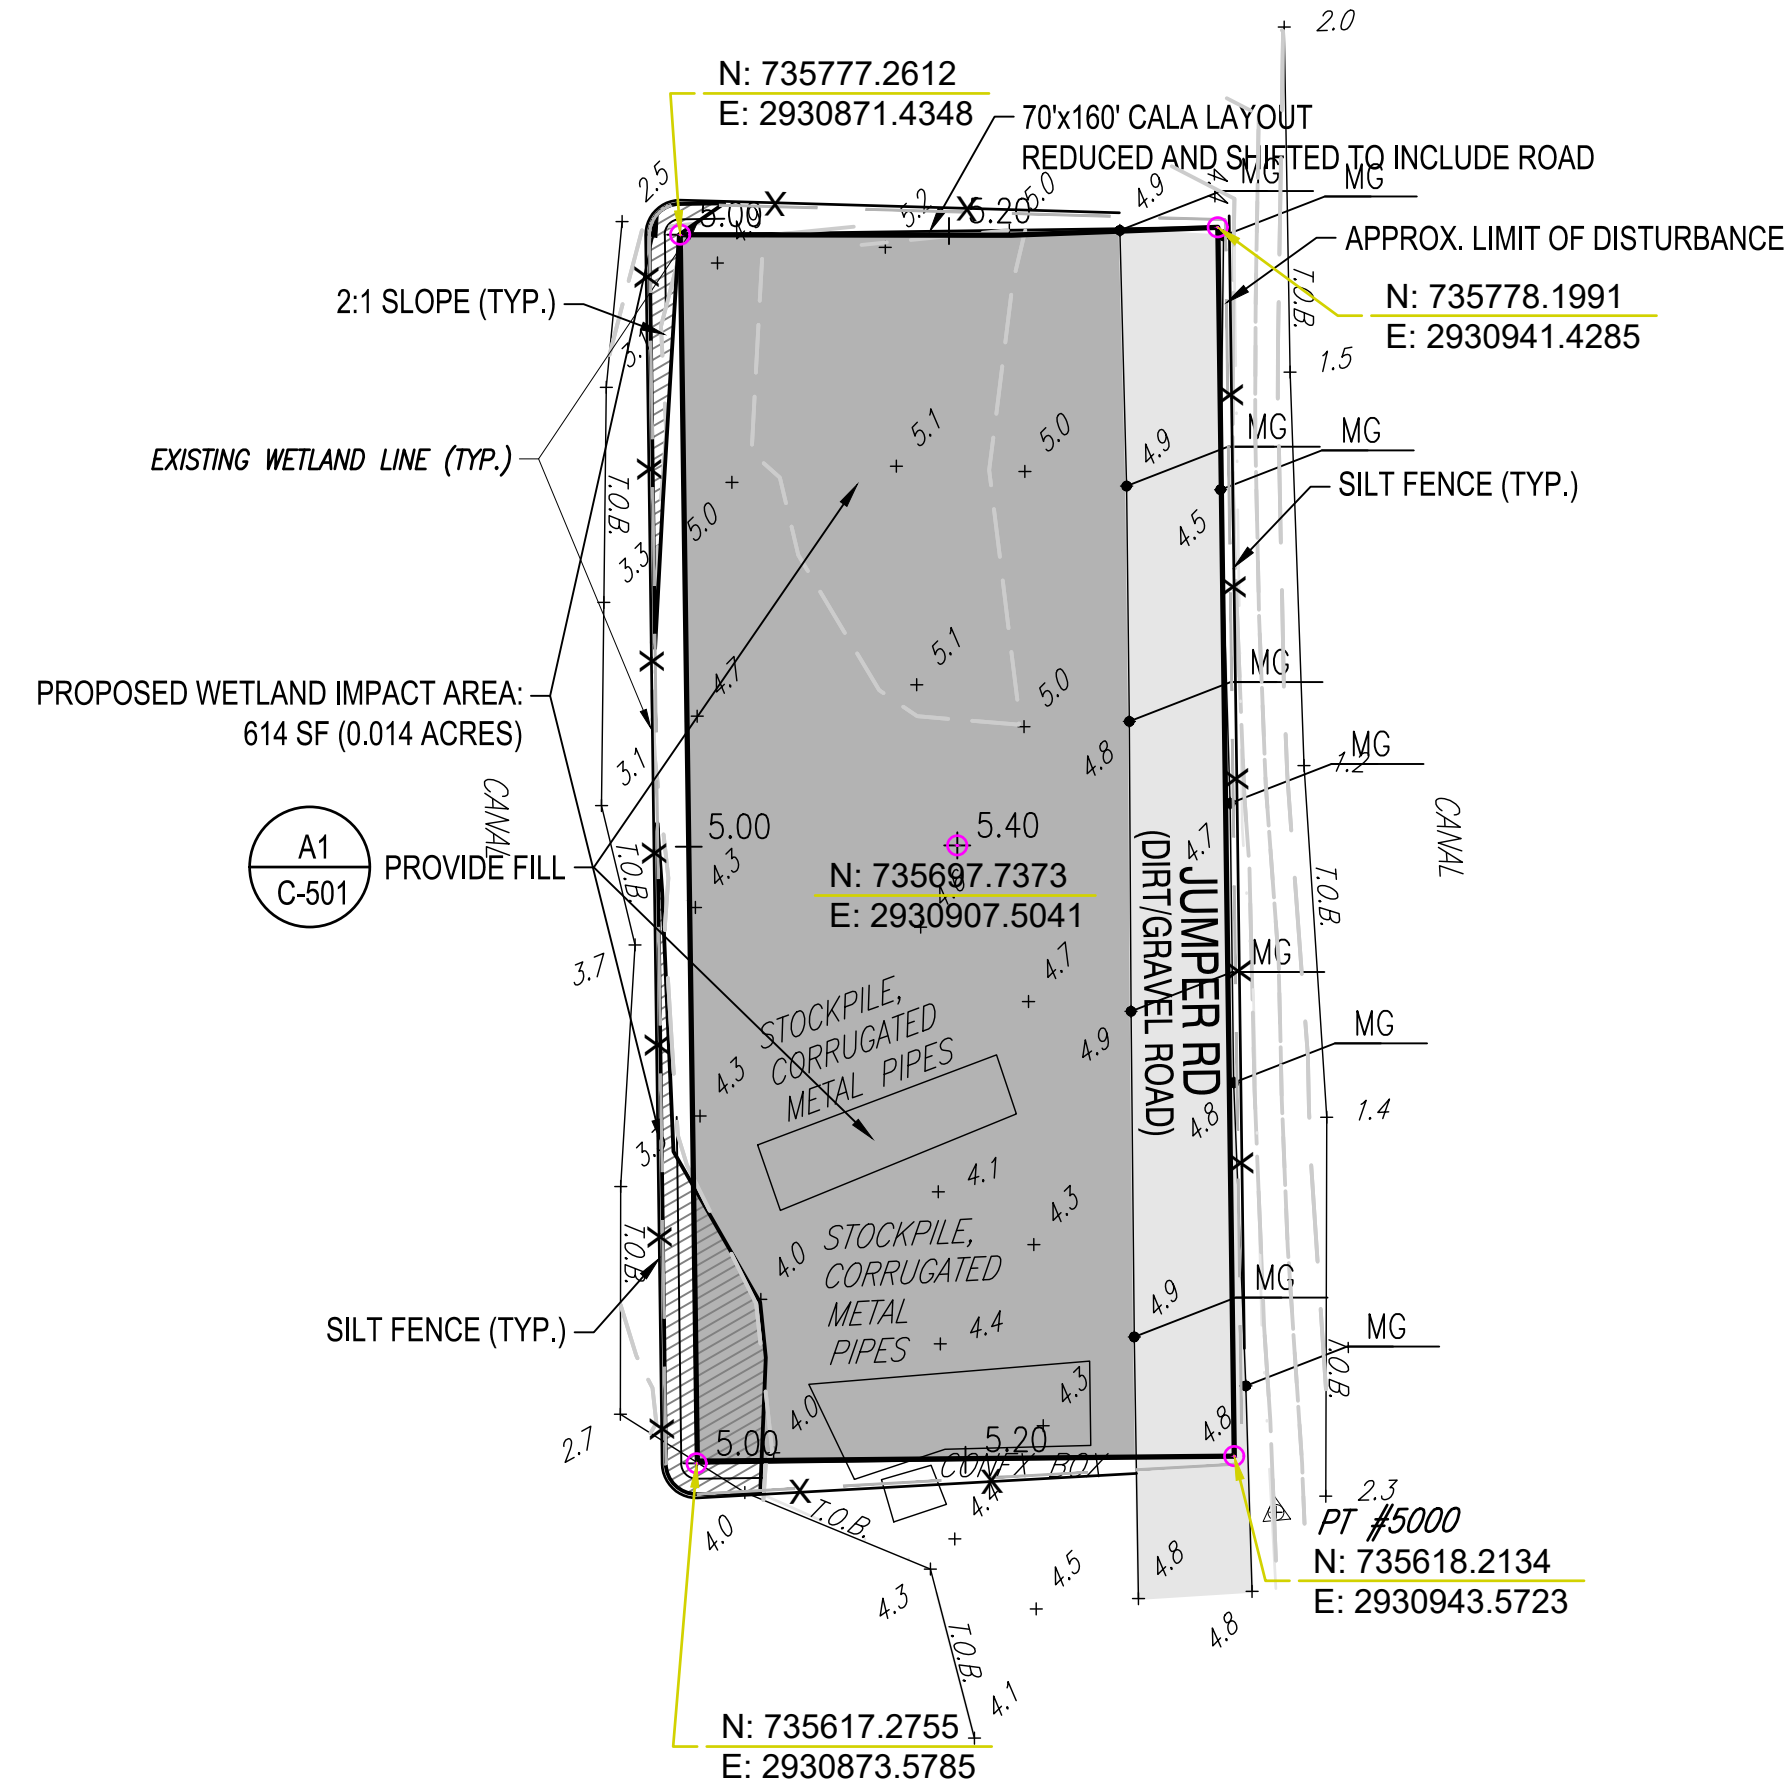 2.0
N: 735777.2612
E: 2930871.4348
70'x160' CALA LAYOUT
REDUCED AND SHIFTED TO INCLUDE ROAD
2.5
5.2
5.0
4.9
4.4
MG
MG
5.00
5.20
APPROX. LIMIT OF DISTURBANCE
2:1 SLOPE (TYP.)
T.O.B.
N: 735778.1991
E: 2930941.4285
1.5
5.1
5.0
4.9
MG
MG
EXISTING WETLAND LINE (TYP.)
T.O.B.
SILT FENCE (TYP.)
5.0
4.5
3.3
5.1
MG
4.7
5.0
PROPOSED WETLAND IMPACT AREA:
614 SF (0.014 ACRES)
3.1
4.8
MG
1.2
CANAL
CANAL
5.00
5.40
A1
C-501
PROVIDE FILL
T.O.B.
4.3
N: 735697.7373
E: 2930907.5041
4.7
JUMPER RD
(DIRT/GRAVEL ROAD)
T.O.B.
3.7
4.7
MG
STOCKPILE,
CORRUGATED
METAL PIPES
4.9
MG
4.3
4.8
1.4
4.1
4.3
T.O.B.
4.0
STOCKPILE,
CORRUGATED
METAL
PIPES
4.9
MG
SILT FENCE (TYP.)
4.4
MG
T.O.B.
4.0
4.3
4.8
2.7
5.00
5.20
CONEX BOX
2.3
4.0
T.O.B.
4.4
PT #5000
N: 735618.2134
E: 2930943.5723
4.3
4.5
4.8
4.8
T.O.B.
4.1
N: 735617.2755
E: 2930873.5785